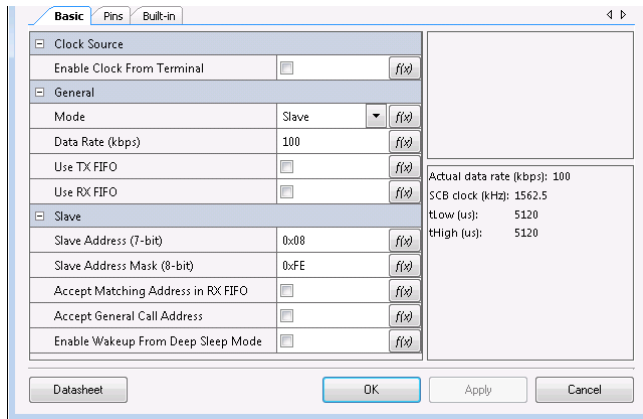 Basic Pins Built-in
Clock Source
Enable Clock From Terminal f(x)
General
Mode Slave f(x)
Data Rate (kbps) 100 f(x)
Use TX FIFO f(x)
Use RX FIFO f(x)
Slave
Slave Address (7-bit) 0x08 f(x)
Slave Address Mask (8-bit) 0xFE f(x)
Accept Matching Address in RX FIFO f(x)
Accept General Call Address f(x)
Enable Wakeup From Deep Sleep Mode f(x)
Actual data rate (kbps): 100
SCB clock (kHz): 1562.5
tLow (us): 5120
tHigh (us): 5120
Datasheet OK Apply Cancel